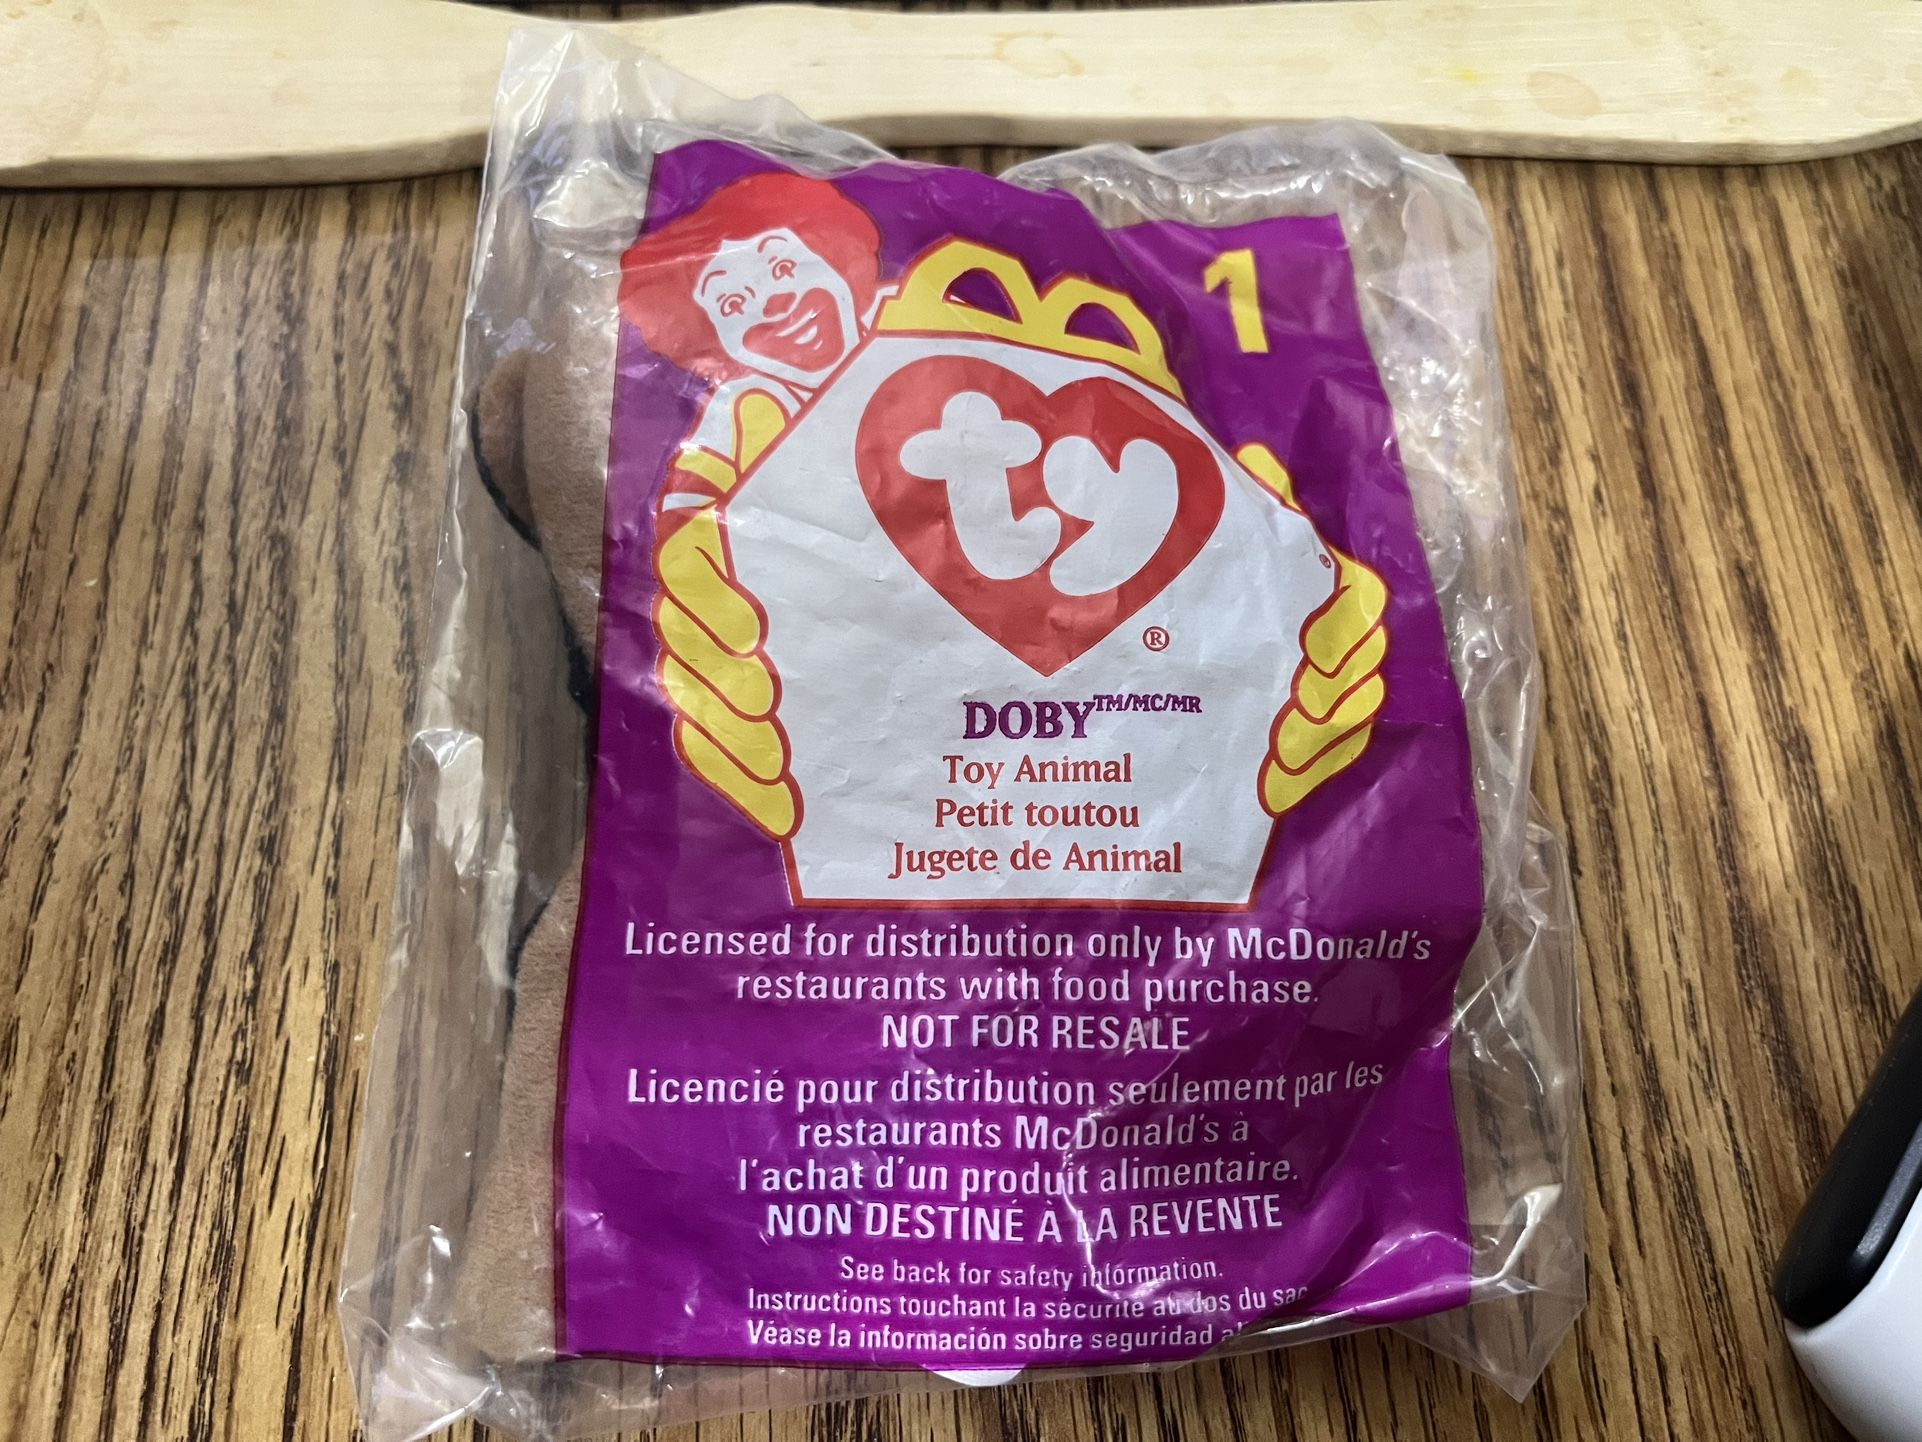 1
ty
®
®
DOBY™/MC/MR
Toy Animal
Petit toutou
Jugete de Animal
Licensed for distribution only by McDonald's
restaurants with food purchase.
NOT FOR RESALE
Licencié pour distribution seulement par les
restaurants McDonald's à
l'achat d'un produit alimentaire.
NON DESTINÉ À LA REVENTE
See back for safety information.
Instructions touchant la sécurité au dos du sac
Véase la información sobre seguridad